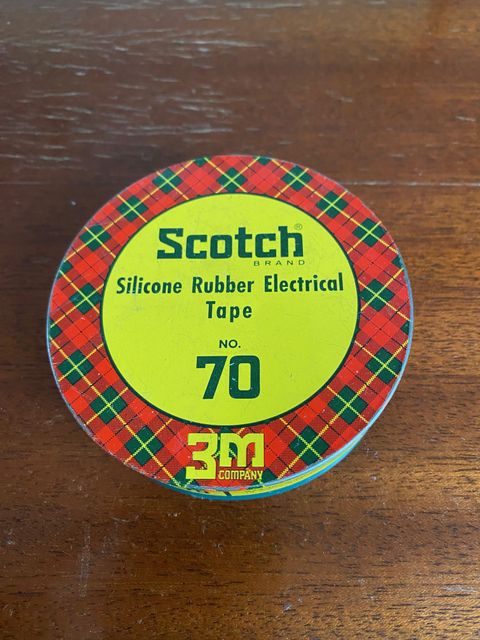 Scotch®
BRAND
Silicone Rubber Electrical
Tape
NO.
70
3M
COMPANY